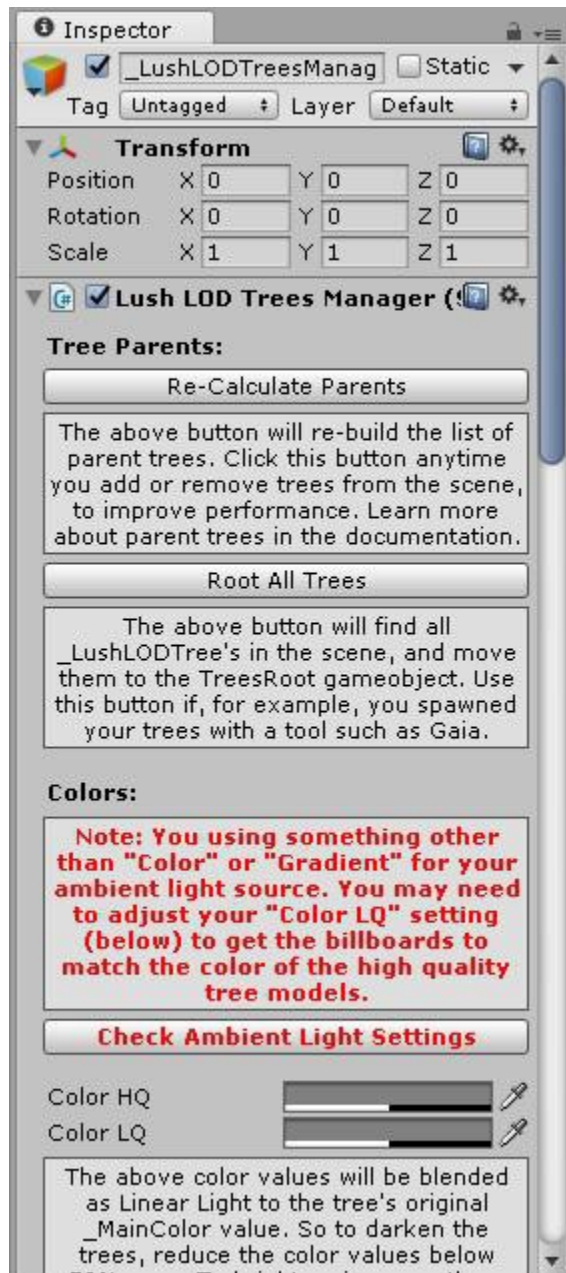 Inspector
_LushLODTreesManag Static
Tag Untagged Layer Default
Transform
Position X 0 Y 0 Z 0
Rotation X 0 Y 0 Z 0
Scale X 1 Y 1 Z 1
Lush LOD Trees Manager (
Tree Parents:
Re-Calculate Parents
The above button will re-build the list of
parent trees. Click this button anytime
you add or remove trees from the scene,
to improve performance. Learn more
about parent trees in the documentation.
Root All Trees
The above button will find all
_LushLODTree's in the scene, and move
them to the TreesRoot gameobject. Use
this button if, for example, you spawned
your trees with a tool such as Gaia.
Colors:
Note: You using something other
than "Color" or "Gradient" for your
ambient light source. You may need
to adjust your "Color LQ" setting
(below) to get the billboards to
match the color of the high quality
tree models.
Check Ambient Light Settings
Color HQ
Color LQ
The above color values will be blended
as Linear Light to the tree's original
_MainColor value. So to darken the
trees, reduce the color values below